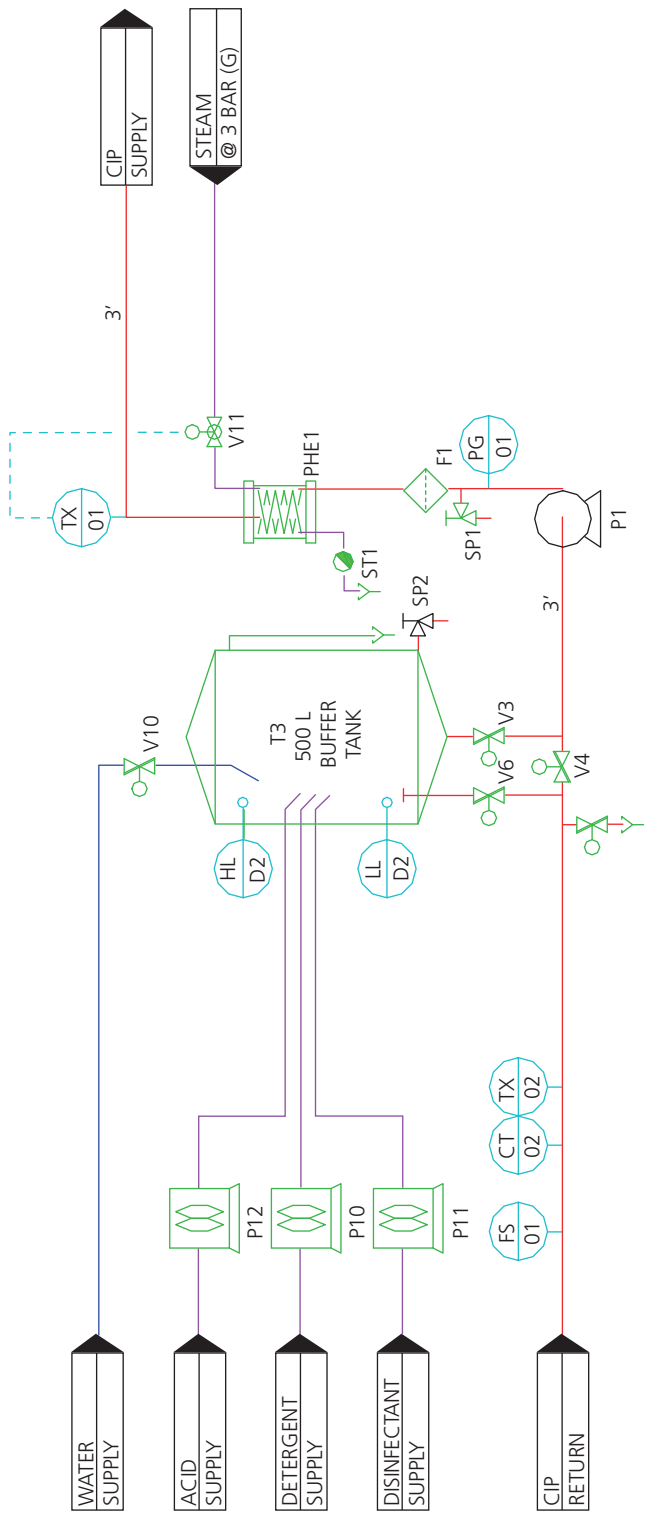 WATER
SUPPLY
ACID
SUPPLY
DETERGENT
SUPPLY
DISINFECTANT
SUPPLY
CIP
RETURN
P12
P10
P11
FS
01
CT
02
TX
02
HL
D2
LL
D2
V10
T3
500 L
BUFFER
TANK
V6
V4
V3
SP2
3’
P1
ST1
SP1
F1
PG
01
PHE1
V11
TX
01
3’
CIP
SUPPLY
STEAM
@ 3 BAR (G)